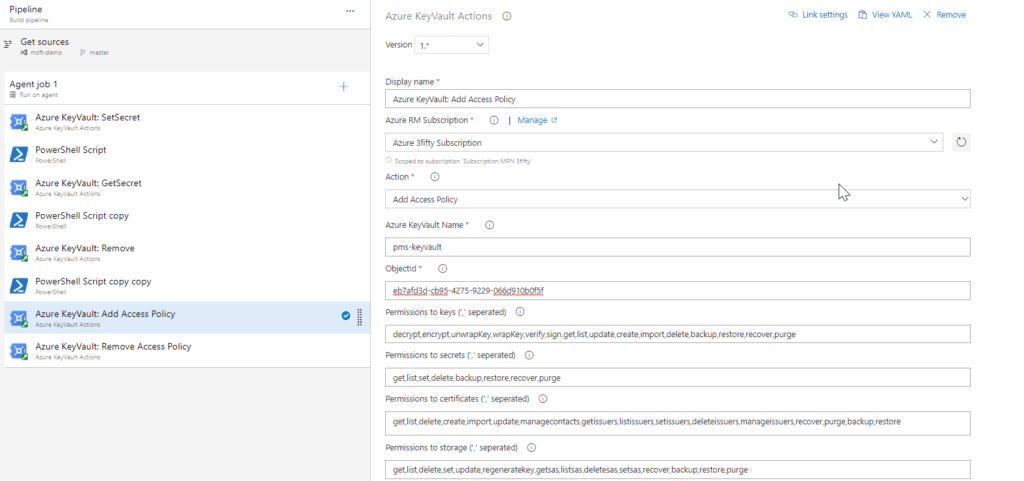 Pipeline
Build pipeline
...
Get sources
msft-demo master
Agent job 1
Run on agent
Azure KeyVault: SetSecret
Azure KeyVault Actions
PowerShell Script
PowerShell
Azure KeyVault: GetSecret
Azure KeyVault Actions
PowerShell Script copy
PowerShell
Azure KeyVault: Remove
Azure KeyVault Actions
PowerShell Script copy copy
PowerShell
Azure KeyVault: Add Access Policy
Azure KeyVault Actions
Azure KeyVault: Remove Access Policy
Azure KeyVault Actions
Azure KeyVault Actions
Link settings View YAML Remove
Version 1.*
Display name *
Azure KeyVault: Add Access Policy
Azure RM Subscription * | Manage
Azure 3fifty Subscription
Scoped to subscription 'Subscription MPN 3fifty'
Action *
Add Access Policy
Azure KeyVault Name *
pms-keyvault
ObjectId *
eb7afd3d-cb95-4275-9229-066d910b0f5f
Permissions to keys (',' seperated)
decrypt,encrypt,unwrapKey,wrapKey,verify,sign,get,list,update,create,import,delete,backup,restore,recover,purge
Permissions to secrets (',' seperated)
get,list,set,delete,backup,restore,recover,purge
Permissions to certificates (',' seperated)
get,list,delete,create,import,update,managecontacts,getissuers,listissuers,setissuers,deleteissuers,manageissuers,recover,purge,backup,restore
Permissions to storage (',' seperated)
get,list,delete,set,update,regeneratekey,getsas,listsas,deletesas,setsas,recover,backup,restore,purge